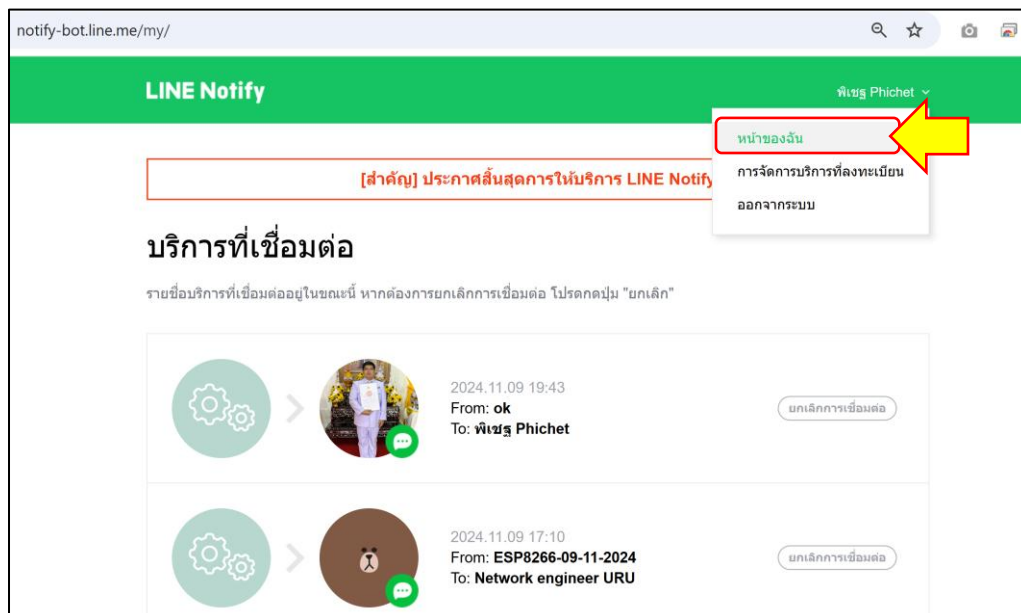 notify-bot.line.me/my/
LINE Notify
พิเชฐ Phichet
หน้าของฉัน
การจัดการบริการที่ลงทะเบียน
ออกจากระบบ
[สำคัญ] ประกาศสิ้นสุดการให้บริการ LINE Notify
บริการที่เชื่อมต่อ
รายชื่อบริการที่เชื่อมต่ออยู่ในขณะนี้ หากต้องการยกเลิกการเชื่อมต่อ โปรดกดปุ่ม "ยกเลิก"
2024.11.09 19:43
From: ok
To: พิเชฐ Phichet
ยกเลิกการเชื่อมต่อ
2024.11.09 17:10
From: ESP8266-09-11-2024
To: Network engineer URU
ยกเลิกการเชื่อมต่อ